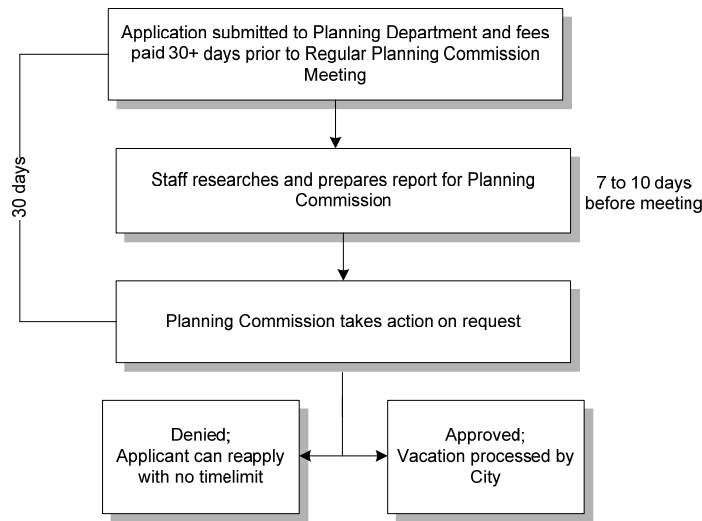 Application submitted to Planning Department and fees
paid 30+ days prior to Regular Planning Commission
Meeting
30 days
Staff researches and prepares report for Planning
Commission
7 to 10 days
before meeting
Planning Commission takes action on request
Denied;
Applicant can reapply
with no timelimit
Approved;
Vacation processed by
City